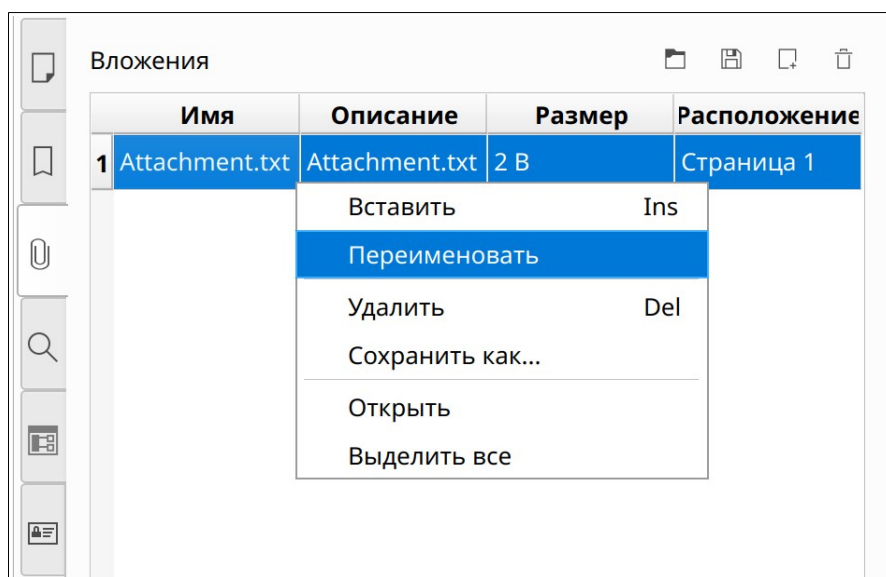 Вложения
Имя Описание Размер Расположение
1 Attachment.txt Attachment.txt 2 B Страница 1
Вставить Ins
Переименовать
Удалить Del
Сохранить как...
Открыть
Выделить все